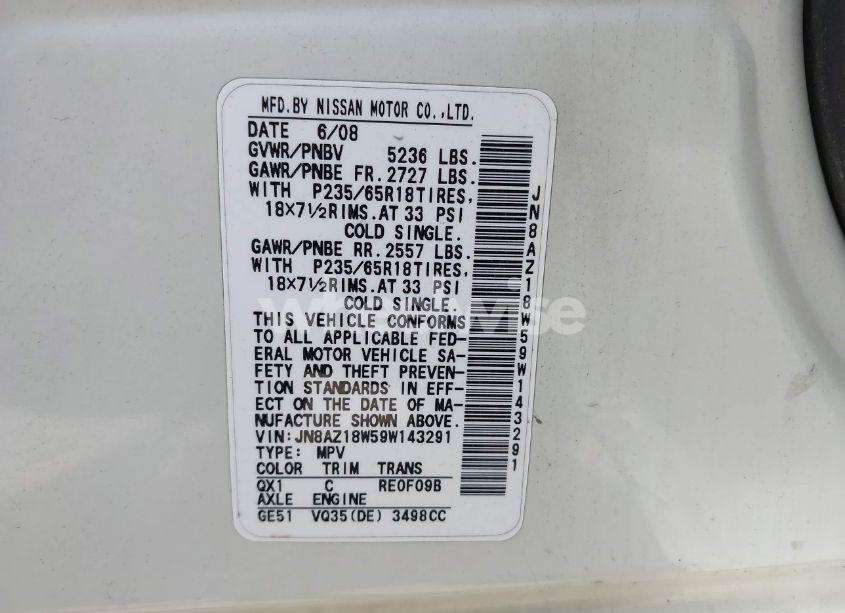 MFD.BY NISSAN MOTOR CO.,LTD.
DATE 6/08
GVWR/PNBV 5236 LBS.
GAWR/PNBE FR. 2727 LBS.
WITH P235/65R18TIRES,
18X7½RIMS.AT 33 PSI
COLD SINGLE.
GAWR/PNBE RR. 2557 LBS.
WITH P235/65R18TIRES,
18X7½RIMS.AT 33 PSI
COLD SINGLE.
THIS VEHICLE CONFORMS
TO ALL APPLICABLE FED-
ERAL MOTOR VEHICLE SA-
FETY AND THEFT PREVEN-
TION STANDARDS IN EFF-
ECT ON THE DATE OF MA-
NUFACTURE SHOWN ABOVE.
VIN:JN8AZ18W59W143291
TYPE: MPV
COLOR TRIM TRANS
QX1 C RE0F09B
AXLE ENGINE
GE51 VQ35(DE) 3498CC
JN8AZ18W59W143291